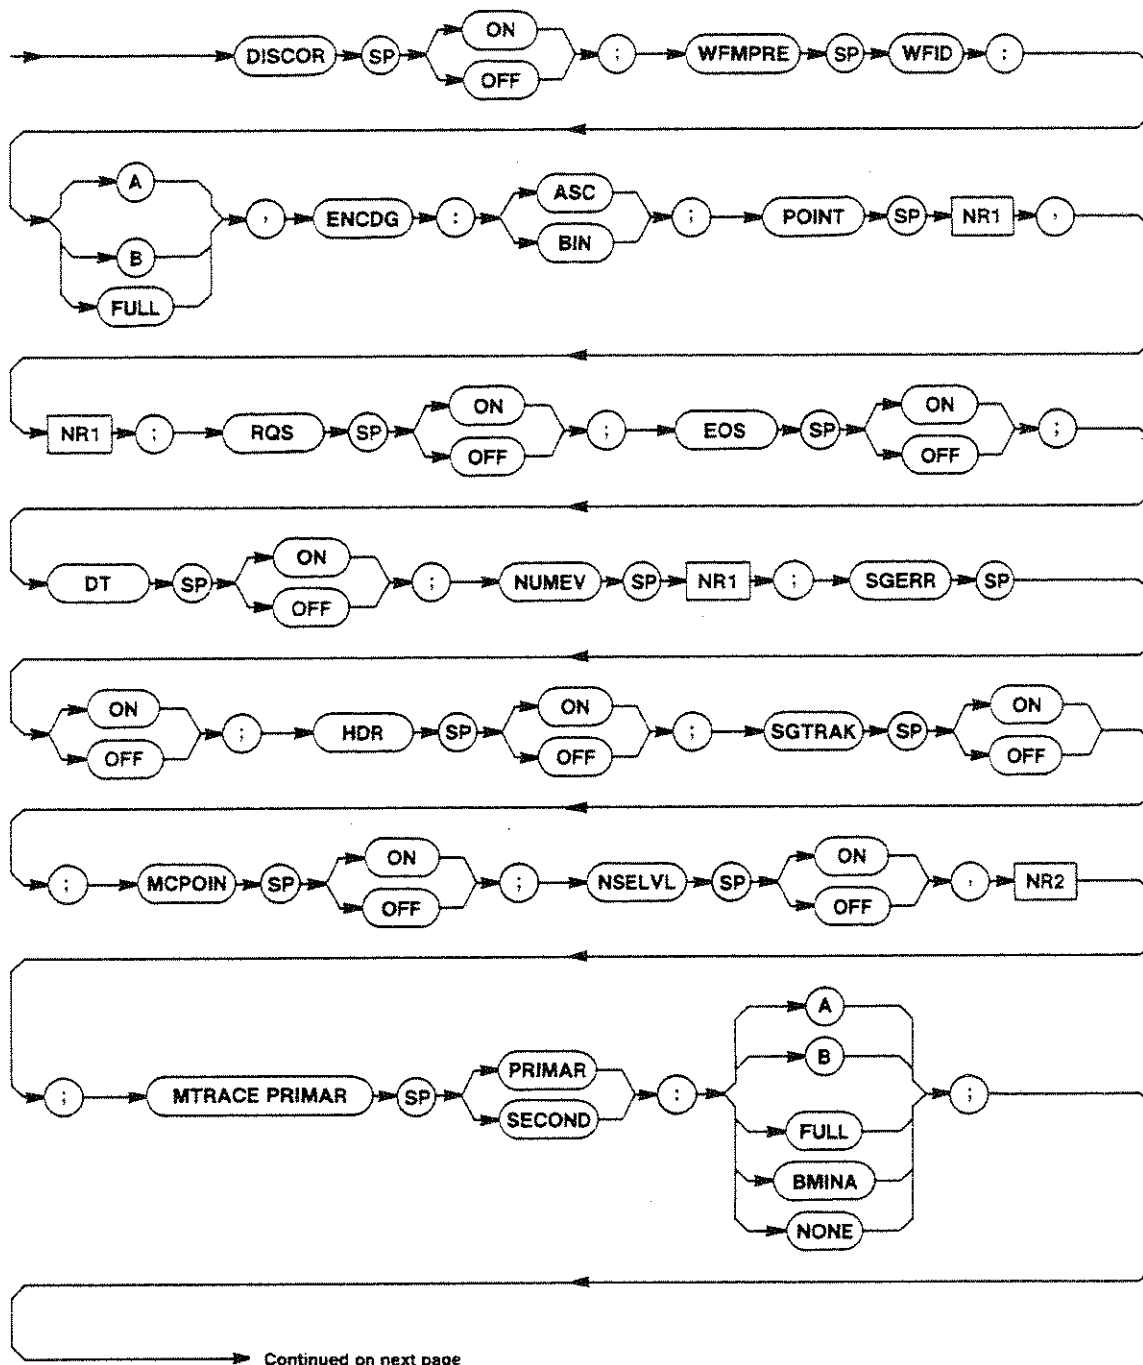 ON
DISCOR SP ; WFMPRE SP WFID :
OFF
A
B , ENCDG : ASC ; POINT SP NR1 ,
BIN
FULL
NR1 ; RQS SP ON ; EOS SP ON ;
OFF OFF
DT SP ON ; NUMEV SP NR1 ; SGERR SP
OFF
ON ; HDR SP ON ; SGTRAK SP ON
OFF OFF OFF
; MCPOIN SP ON ; NSELVL SP ON , NR2
OFF OFF
A
; MTRACE PRIMAR SP PRIMAR : B ;
SECOND FULL
BMINA
NONE
Continued on next page